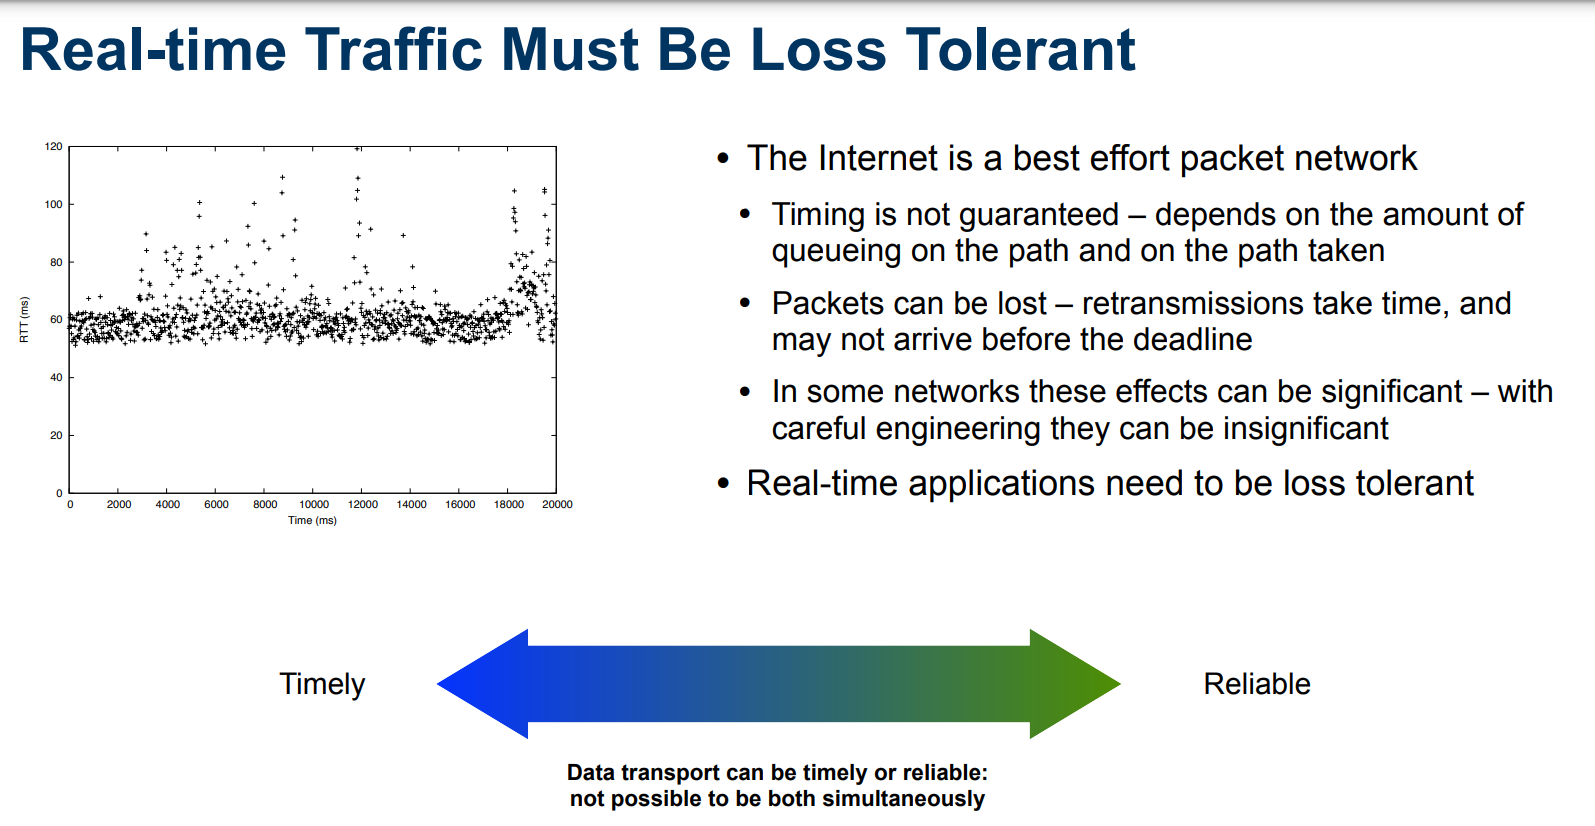 Real-time Traffic Must Be Loss Tolerant
120
100
80
60
40
20
0
RTT (ms)
0 2000 4000 6000 8000 10000 12000 14000 16000 18000 20000
Time (ms)
• The Internet is a best effort packet network
• Timing is not guaranteed – depends on the amount of
queueing on the path and on the path taken
• Packets can be lost – retransmissions take time, and
may not arrive before the deadline
• In some networks these effects can be significant – with
careful engineering they can be insignificant
• Real-time applications need to be loss tolerant
Timely
Reliable
Data transport can be timely or reliable:
not possible to be both simultaneously